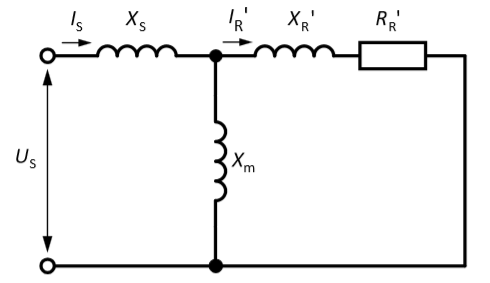 I_S X_S I_R' X_R' R_R'
U_S X_m